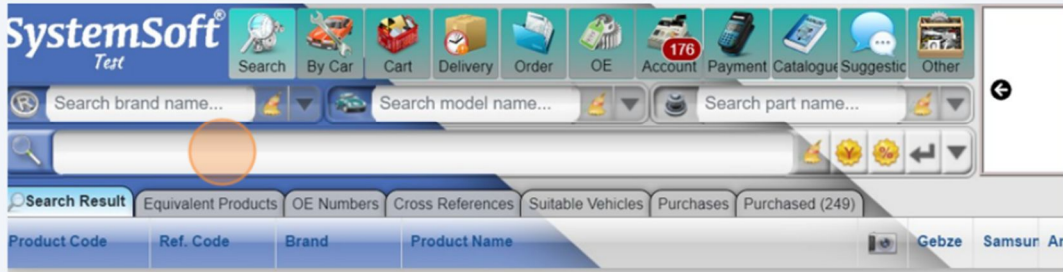 SystemSoft
Test
Search By Car Cart Delivery Order OE Account 176 Payment Catalogue Suggestic Other
Search brand name... Search model name... Search part name...
Search Result Equivalent Products OE Numbers Cross References Suitable Vehicles Purchases Purchased (249)
Product Code Ref. Code Brand Product Name Gebze Samsun